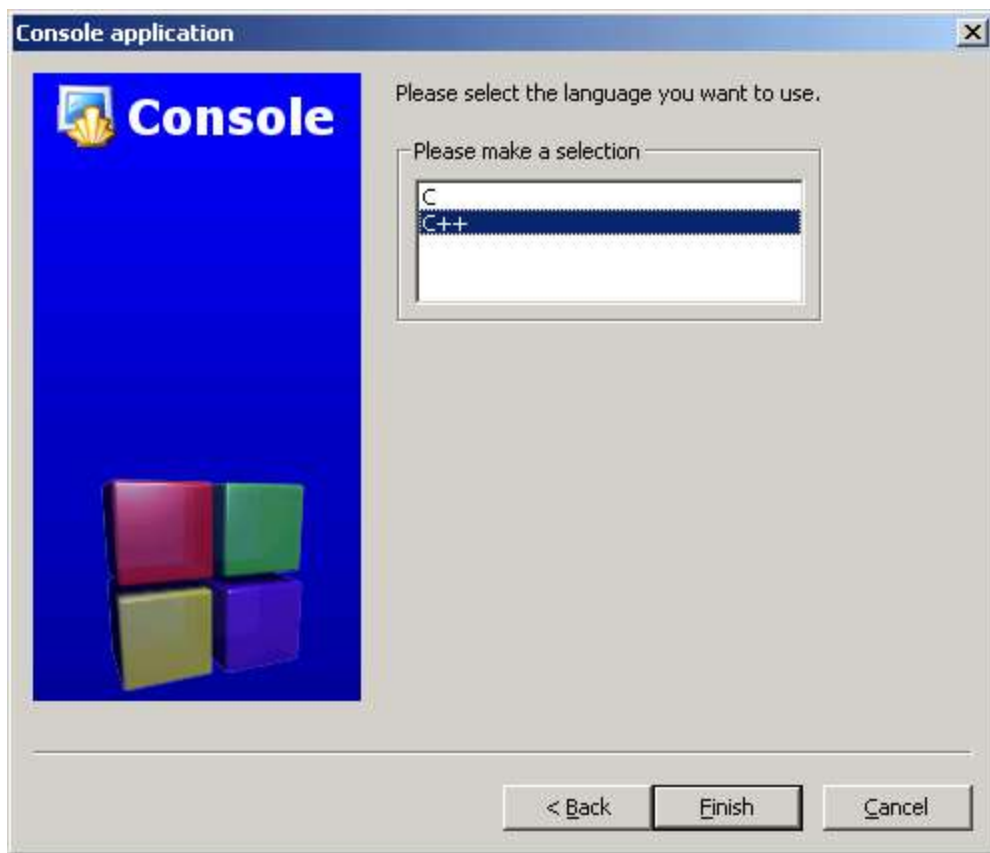 Console application
Console
Please select the language you want to use.
Please make a selection
C
C++
< Back
Finish
Cancel